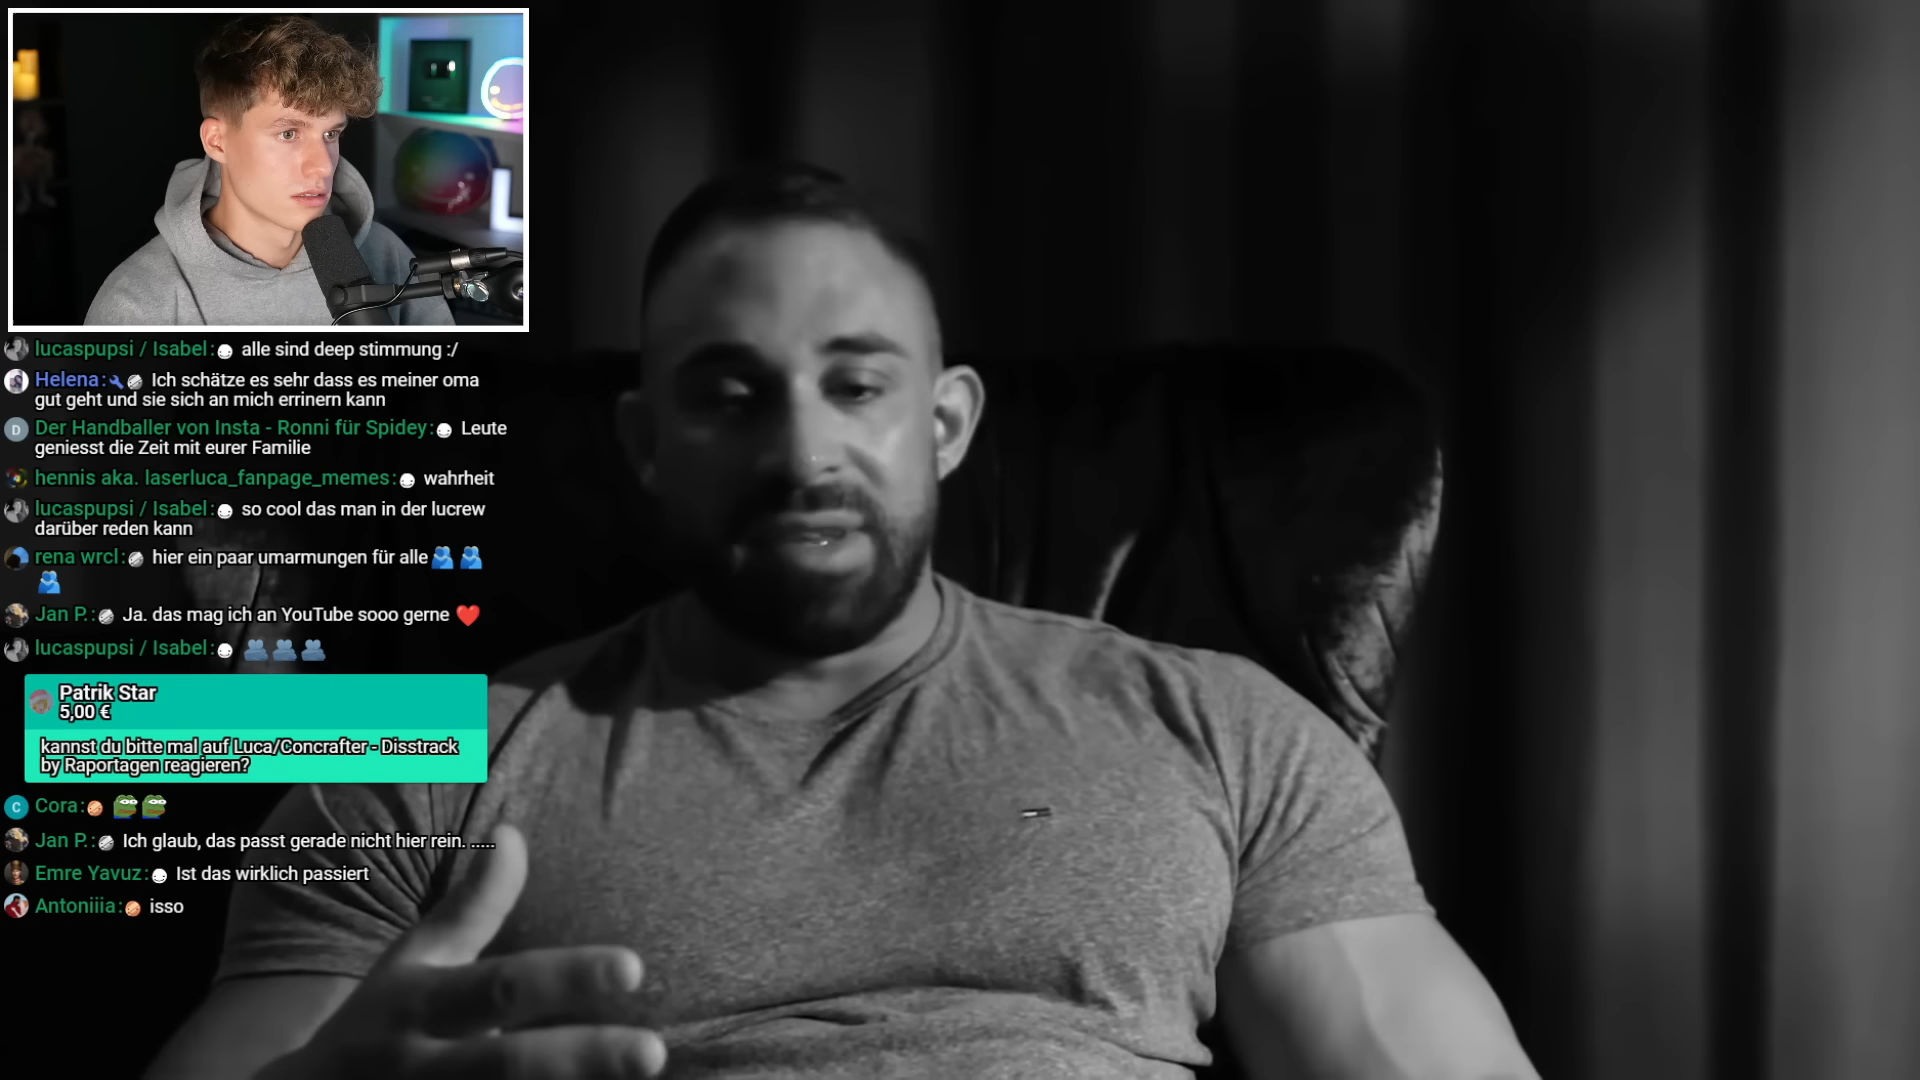 lucaspupsi / Isabel: alle sind deep stimmung :/
Helena: Ich schätze es sehr dass es meiner oma
gut geht und sie sich an mich errinern kann
D Der Handballer von Insta - Ronni für Spidey: Leute
geniesst die Zeit mit eurer Familie
hennis aka. laserluca_fanpage_memes: wahrheit
lucaspupsi / Isabel: so cool das man in der lucrew
darüber reden kann
rena wrcl: hier ein paar umarmungen für alle
Jan P.: Ja. das mag ich an YouTube sooo gerne
lucaspupsi / Isabel:
Patrik Star
5,00 €
kannst du bitte mal auf Luca/Concrafter - Disstrack
by Raportagen reagieren?
C Cora:
Jan P.: Ich glaub, das passt gerade nicht hier rein. .....
Emre Yavuz: Ist das wirklich passiert
Antoniiia: isso